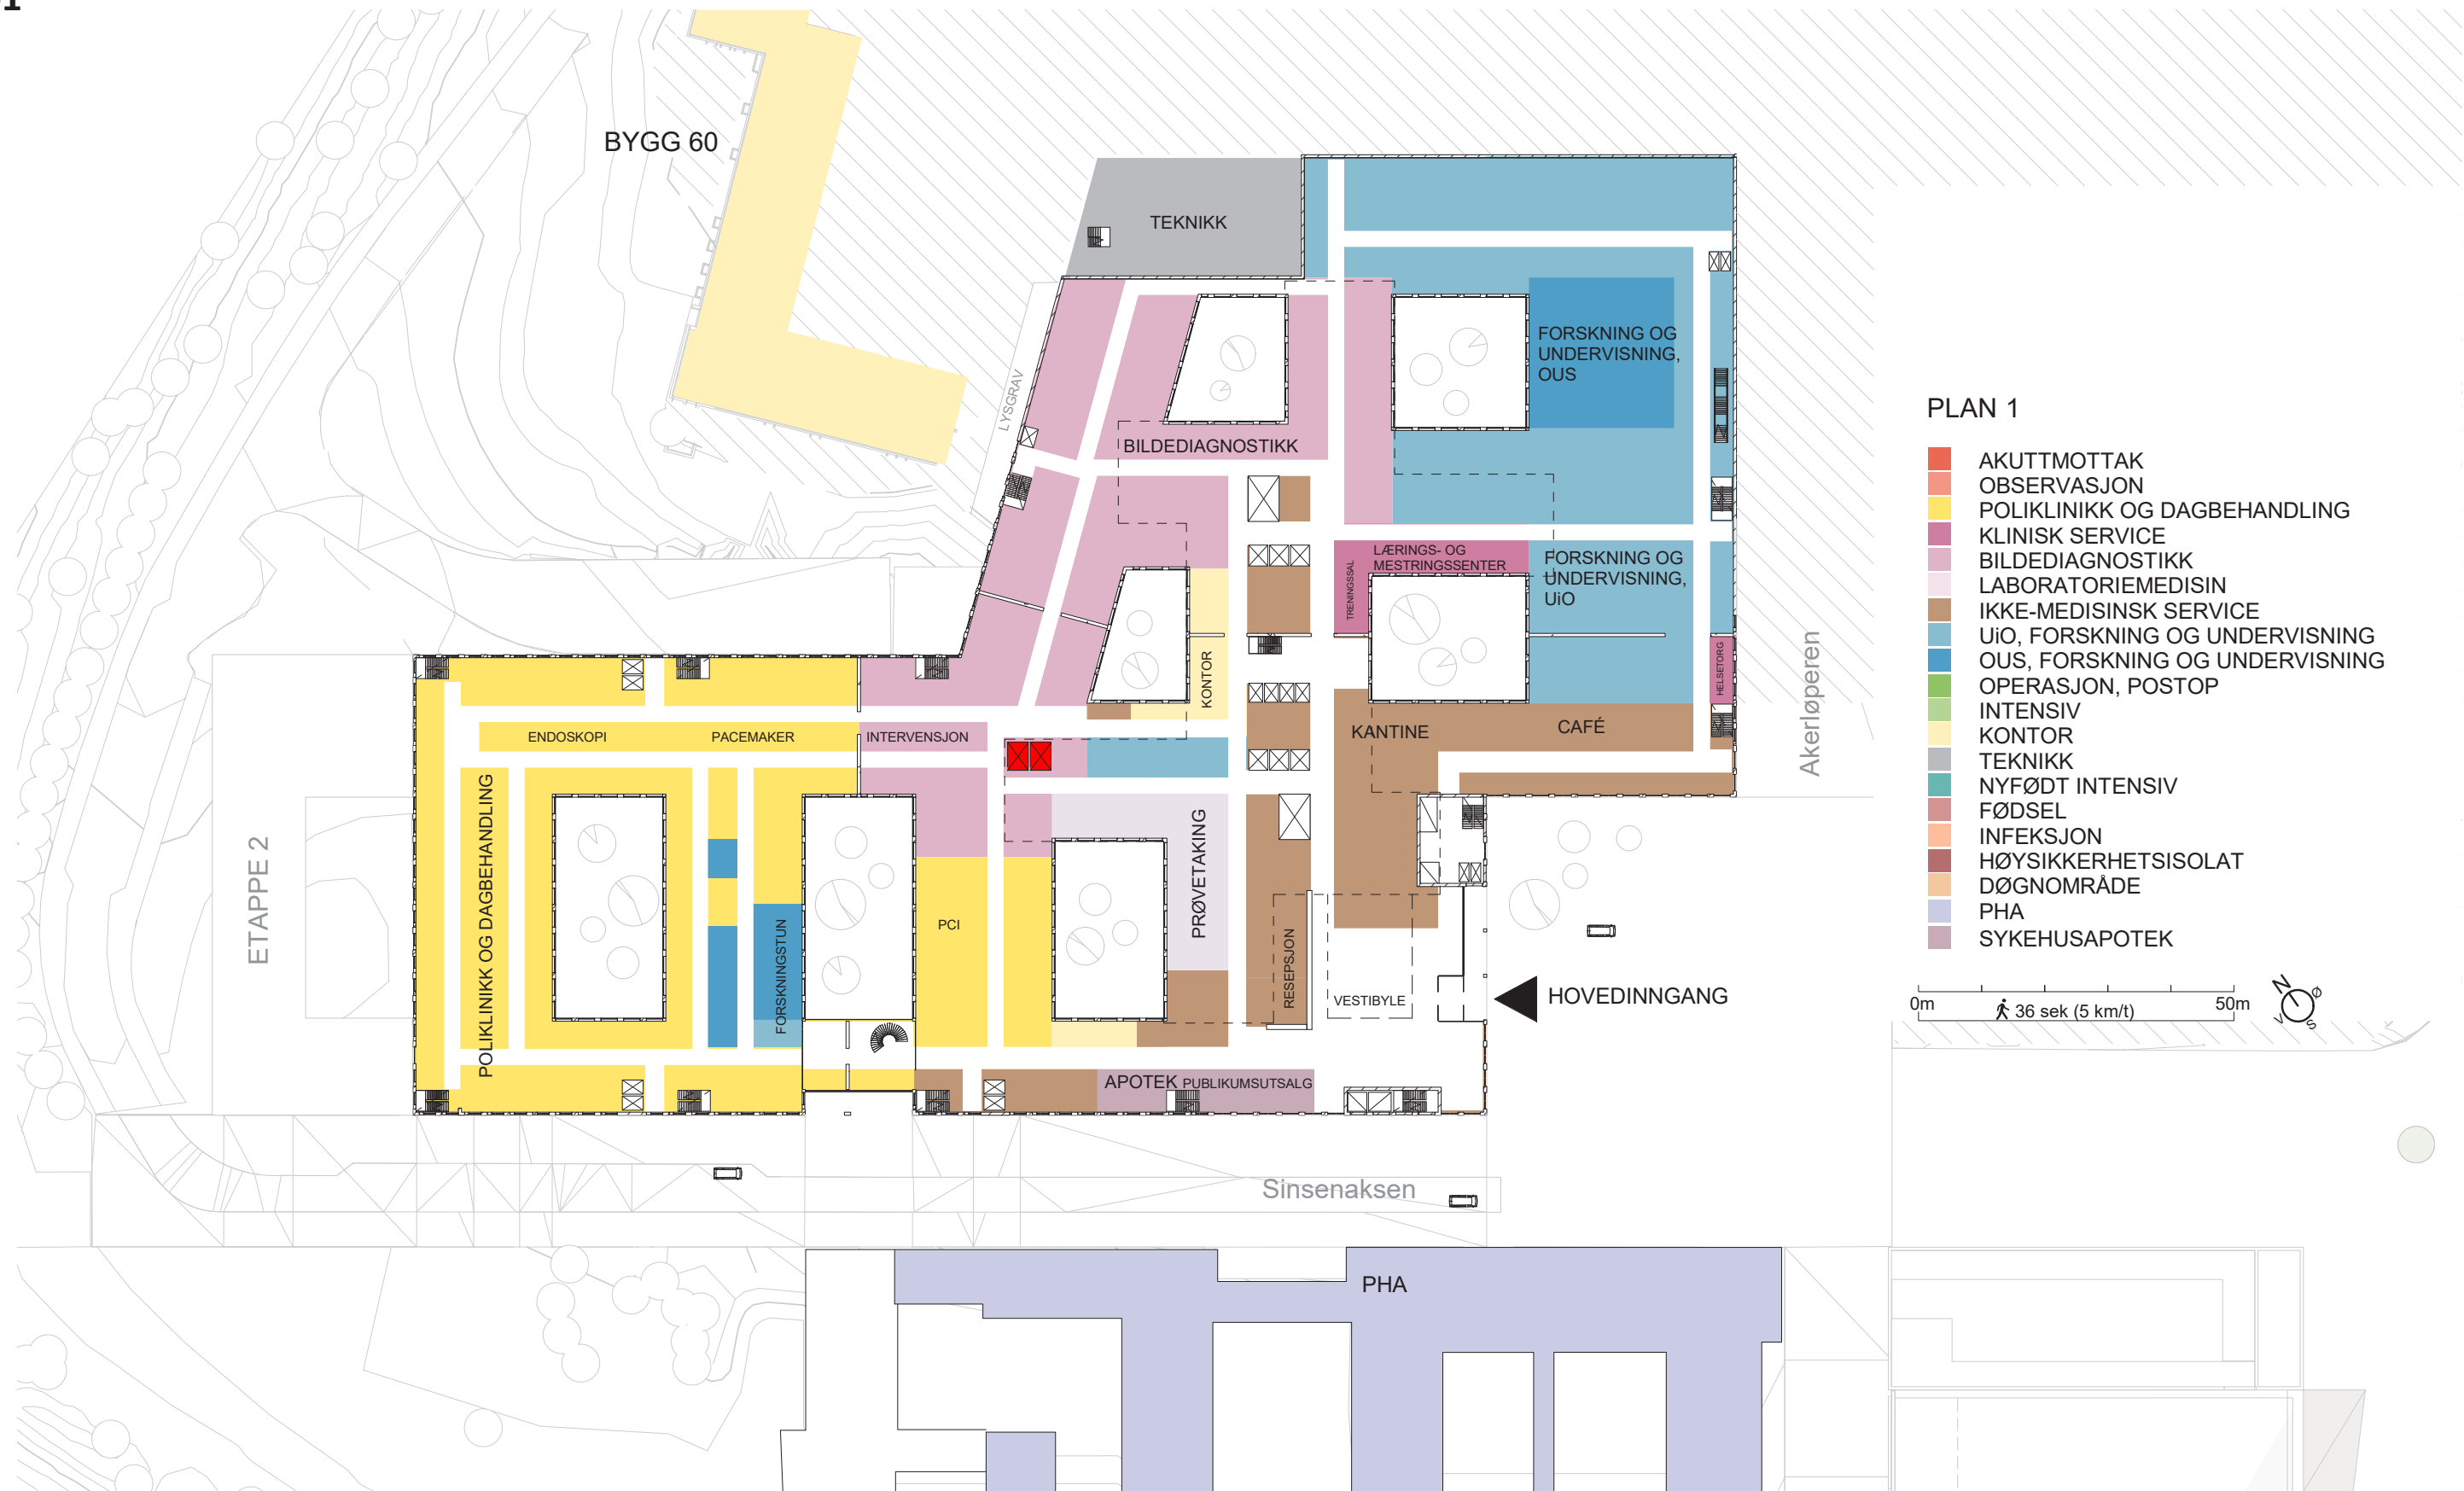 BYGG 60
TEKNIKK
LYSGRAV
BILDEDIAGNOSTIKK
FORSKNING OG
UNDERVISNING,
OUS
TRENINGSSAL
LÆRINGS- OG
MESTRINGSSENTER
FORSKNING OG
UNDERVISNING,
UiO
KONTOR
HELSETORG
Akerløperen
ENDOSKOPI
PACEMAKER
INTERVENSJON
KANTINE
CAFÉ
ETAPPE 2
POLIKLINIKK OG DAGBEHANDLING
FORSKNINGSTUN
PCI
PRØVETAKING
RESEPSJON
VESTIBYLE
HOVEDINNGANG
APOTEK PUBLIKUMSUTSALG
Sinsenaksen
PHA
PLAN 1
AKUTTMOTTAK
OBSERVASJON
POLIKLINIKK OG DAGBEHANDLING
KLINISK SERVICE
BILDEDIAGNOSTIKK
LABORATORIEMEDISIN
IKKE-MEDISINSK SERVICE
UiO, FORSKNING OG UNDERVISNING
OUS, FORSKNING OG UNDERVISNING
OPERASJON, POSTOP
INTENSIV
KONTOR
TEKNIKK
NYFØDT INTENSIV
FØDSEL
INFEKSJON
HØYSIKKERHETSISOLAT
DØGNOMRÅDE
PHA
SYKEHUSAPOTEK
0m
36 sek (5 km/t)
50m
N
Ø
V
S